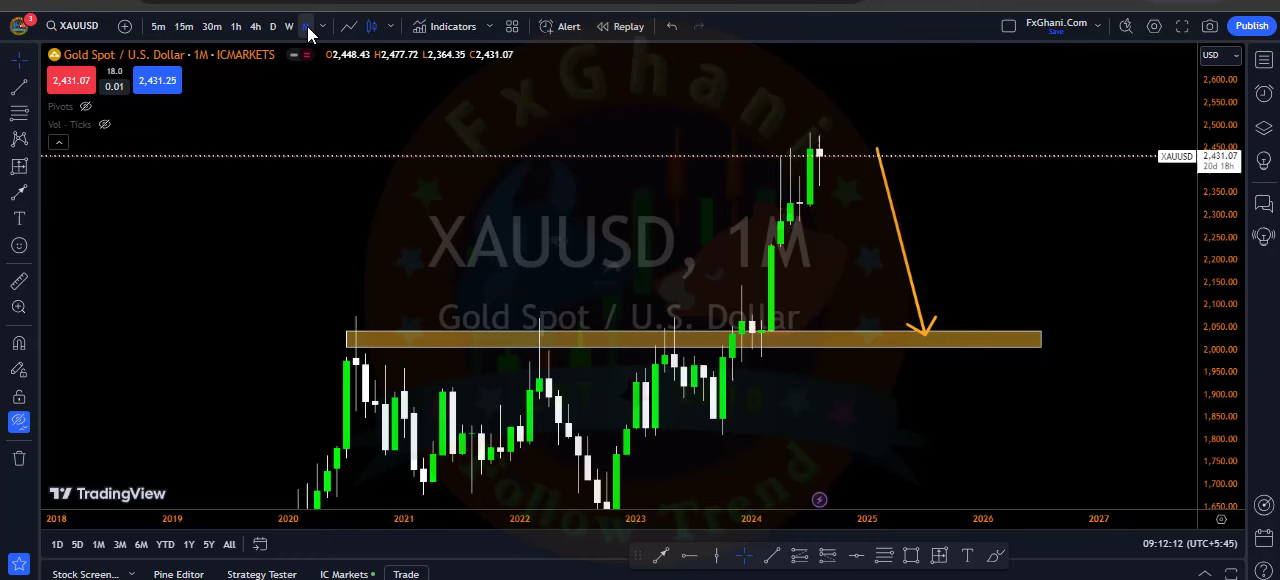 3 XAUUSD 5m 15m 30m 1h 4h D W M Indicators Alert Replay FxGhani.Com Save Publish
Gold Spot / U.S. Dollar · 1M · ICMARKETS O2,448.43 H2,477.72 L2,364.35 C2,431.07 USD
2,431.07 18.0 0.01 2,431.25
Pivots
Vol - Ticks
FxGhani
XAUUSD, 1M
Gold Spot / U.S. Dollar
Follow Trend
2,600.00
2,550.00
2,500.00
2,450.00
XAUUSD 2,431.07
20d 18h
2,350.00
2,300.00
2,250.00
2,200.00
2,150.00
2,100.00
2,050.00
2,000.00
1,950.00
1,900.00
1,850.00
1,800.00
1,750.00
1,700.00
1,650.00
TradingView
2018 2019 2020 2021 2022 2023 2024 2025 2026 2027
1D 5D 1M 3M 6M YTD 1Y 5Y All 09:12:12 (UTC+5:45)
Stock Screen... Pine Editor Strategy Tester IC Markets Trade